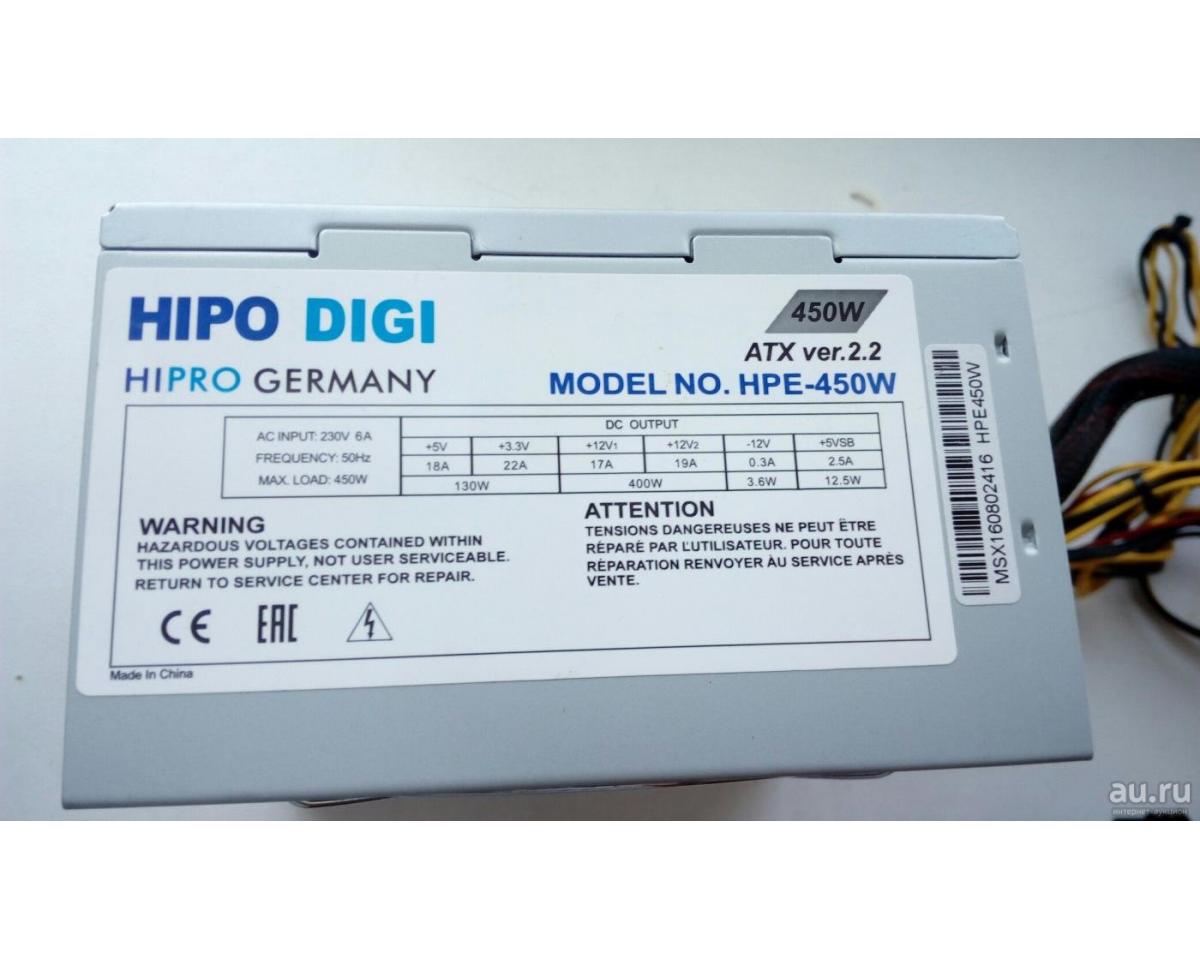 HIPO DIGI
HIPRO GERMANY
450W
ATX ver.2.2
MODEL NO. HPE-450W
AC INPUT: 230V 6A
FREQUENCY: 50Hz
MAX. LOAD: 450W
DC OUTPUT
+5V +3.3V +12V1 +12V2 -12V +5VSB
18A 22A 17A 19A 0.3A 2.5A
130W 400W 3.6W 12.5W
WARNING
HAZARDOUS VOLTAGES CONTAINED WITHIN
THIS POWER SUPPLY, NOT USER SERVICEABLE.
RETURN TO SERVICE CENTER FOR REPAIR.
ATTENTION
TENSIONS DANGEREUSES NE PEUT ËTRE
RÉPARÉ PAR L'UTILISATEUR. POUR TOUTE
RÉPARATION RENVOYER ÀU SERVICE APRÈS
VENTE.
CE EAC
Made In China
MSX160802416 HPE450W
au.ru
интернет-аукцион